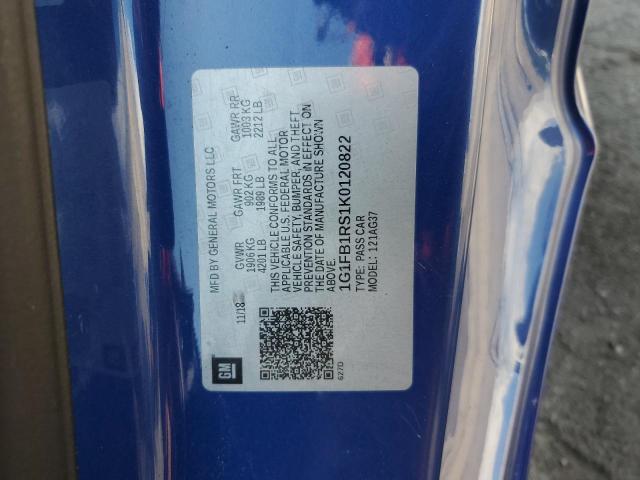 MFD BY GENERAL MOTORS LLC
11/18
GVWR GAWR FRT GAWR RR
1906 KG 902 KG 1003 KG
4201 LB 1989 LB 2212 LB
THIS VEHICLE CONFORMS TO ALL
APPLICABLE U.S. FEDERAL MOTOR
VEHICLE SAFETY, BUMPER, AND THEFT
PREVENTION STANDARDS IN EFFECT ON
THE DATE OF MANUFACTURE SHOWN
ABOVE.
1G1FB1RS1K0120822
TYPE: PASS CAR
MODEL: 121AG37
GM
627D